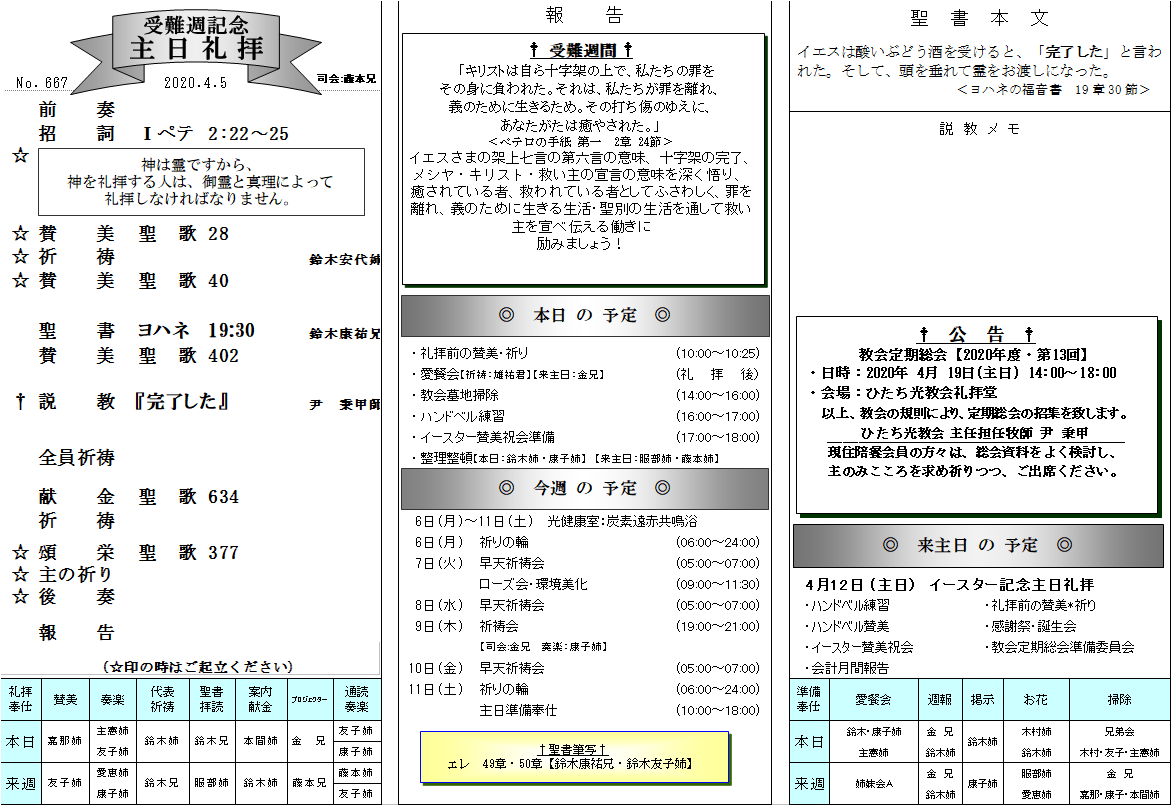 受難週記念
主日礼拝
No. 667
2020.4.5
司会:藤本兄
前 奏
招 詞 Ⅰペテ 2:22～25
☆
神は霊ですから、
神を礼拝する人は、御霊と真理によって
礼拝しなければなりません。
☆ 賛 美 聖 歌 28
☆ 祈 祷 鈴木安代姉
☆ 賛 美 聖 歌 40
聖 書 ヨハネ 19:30 鈴木康祐兄
賛 美 聖 歌 402
† 説 教 『完了した』 尹 秉甲師
全員祈祷
献 金 聖 歌 634
祈 祷
☆ 頌 栄 聖 歌 377
☆ 主の祈り
☆ 後 奏
報 告
(☆印の時はご起立ください)
礼拝奉仕 賛美 奏楽 代表祈祷 聖書拝読 案内献金 プロジェクター 通読奏楽
本日 嘉那姉 主憲姉 友子姉 鈴木姉 鈴木兄 本間姉 金 兄 友子姉 康子姉
来週 友子姉 愛恵姉 康子姉 鈴木兄 服部姉 鈴木姉 藤本兄 藤本姉 友子姉
報 告
† 受難週間 †
「キリストは自ら十字架の上で、私たちの罪を
その身に負われた。それは、私たちが罪を離れ、
義のために生きるため。その打ち傷のゆえに、
あなたがたは癒やされた。」
＜ペテロの手紙 第一 2章 24節＞
イエスさまの架上七言の第六言の意味、十字架の完了、
メシヤ・キリスト・救い主の宣言の意味を深く悟り、
癒されている者、救われている者としてふさわしく、罪を
離れ、義のために生きる生活・聖別の生活を通して救い
主を宣べ伝える働きに
励みましょう！
◎ 本日 の 予定 ◎
・礼拝前の賛美・祈り (10:00～10:25)
・愛餐会【祈祷:雄祐君】【来主日:金兄】 (礼 拝 後)
・教会墓地掃除 (14:00～16:00)
・ハンドベル練習 (16:00～17:00)
・イースター賛美祝会準備 (17:00～18:00)
・整理整頓【本日:鈴木姉・康子姉】【来主日:服部姉・藤本姉】
◎ 今週 の 予定 ◎
6日(月)～11日(土) 光健康室:炭素遠赤共鳴浴
6日(月) 祈りの輪 (06:00～24:00)
7日(火) 早天祈祷会 (05:00～07:00)
ローズ会・環境美化 (09:00～11:30)
8日(水) 早天祈祷会 (05:00～07:00)
9日(木) 祈祷会 (19:00～21:00)
【司会:金兄 奏楽:康子姉】
10日(金) 早天祈祷会 (05:00～07:00)
11日(土) 祈りの輪 (06:00～24:00)
主日準備奉仕 (10:00～18:00)
†聖書筆写†
エレ 49章・50章【鈴木康祐兄・鈴木友子姉】
聖 書 本 文
イエスは酸いぶどう酒を受けると、「完了した」と言わ
れた。そして、頭を垂れて霊をお渡しになった。
＜ヨハネの福音書 19章30節＞
説 教 メ モ
† 公 告 †
教会定期総会【2020年度・第13回】
・日時：2020年 4月 19日(主日) 14:00～18:00
・会場：ひたち光教会礼拝堂
以上、教会の規則により、定期総会の招集を致します。
ひたち光教会 主任担任牧師 尹 秉甲
現住陪餐会員の方々は、総会資料をよく検討し、
主のみこころを求め祈りつつ、ご出席ください。
◎ 来主日 の 予定 ◎
4月12日(主日) イースター記念主日礼拝
・ハンドベル練習 ・礼拝前の賛美*祈り
・ハンドベル賛美 ・感謝祭・誕生会
・イースター賛美祝会 ・教会定期総会準備委員会
・会計月間報告
準備奉仕 愛餐会 週報 掲示 お花 掃除
本日 鈴木・康子姉 主憲姉 金 兄 鈴木姉 鈴木姉 木村姉 鈴木姉 兄弟会 木村・友子・主憲姉
来週 姉妹会A 金 兄 鈴木姉 康子姉 服部姉 愛恵姉 金 兄 嘉那・康子・本間姉